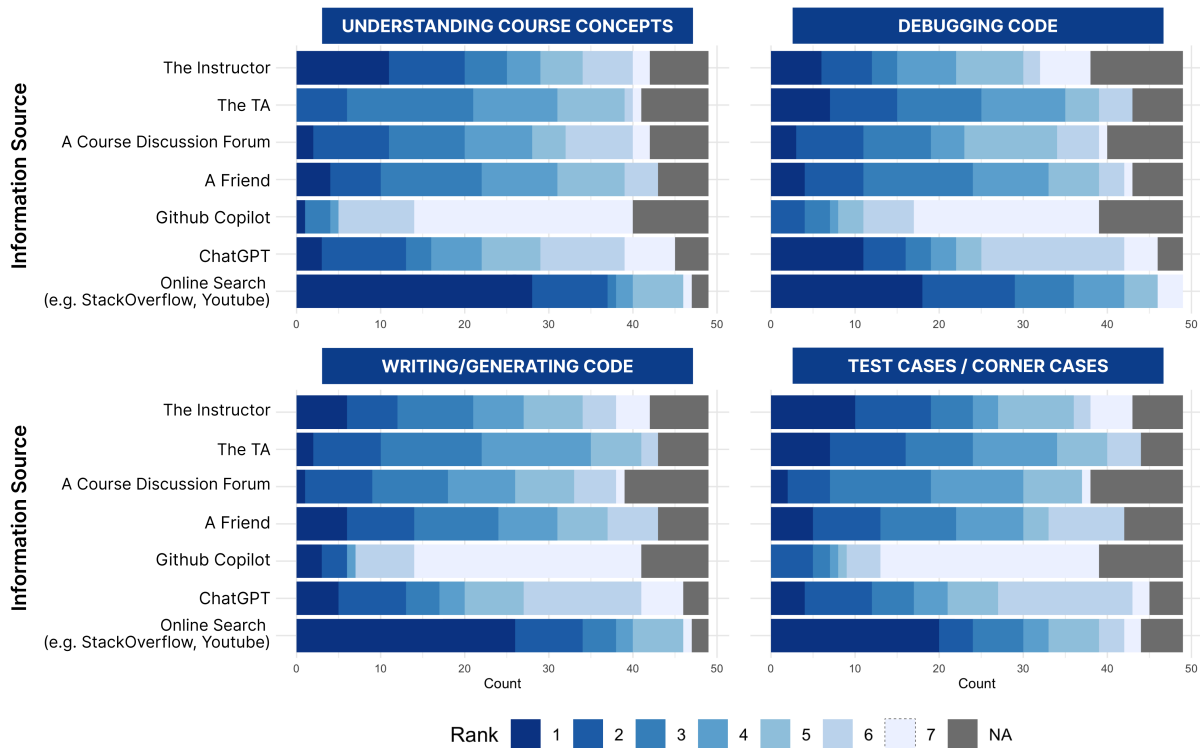 UNDERSTANDING COURSE CONCEPTS
DEBUGGING CODE
Information Source
The Instructor
The TA
A Course Discussion Forum
A Friend
Github Copilot
ChatGPT
Online Search
(e.g. StackOverflow, Youtube)
0 10 20 30 40 50
0 10 20 30 40 50
WRITING/GENERATING CODE
TEST CASES / CORNER CASES
Information Source
The Instructor
The TA
A Course Discussion Forum
A Friend
Github Copilot
ChatGPT
Online Search
(e.g. StackOverflow, Youtube)
0 10 20 30 40 50
0 10 20 30 40 50
Count
Count
Rank 1 2 3 4 5 6 7 NA